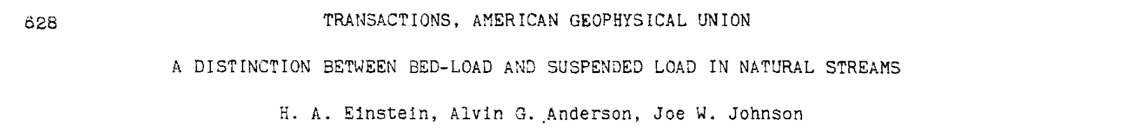 628 TRANSACTIONS, AMERICAN GEOPHYSICAL UNION
A DISTINCTION BETWEEN BED-LOAD AND SUSPENDED LOAD IN NATURAL STREAMS
H. A. Einstein, Alvin G. Anderson, Joe W. Johnson